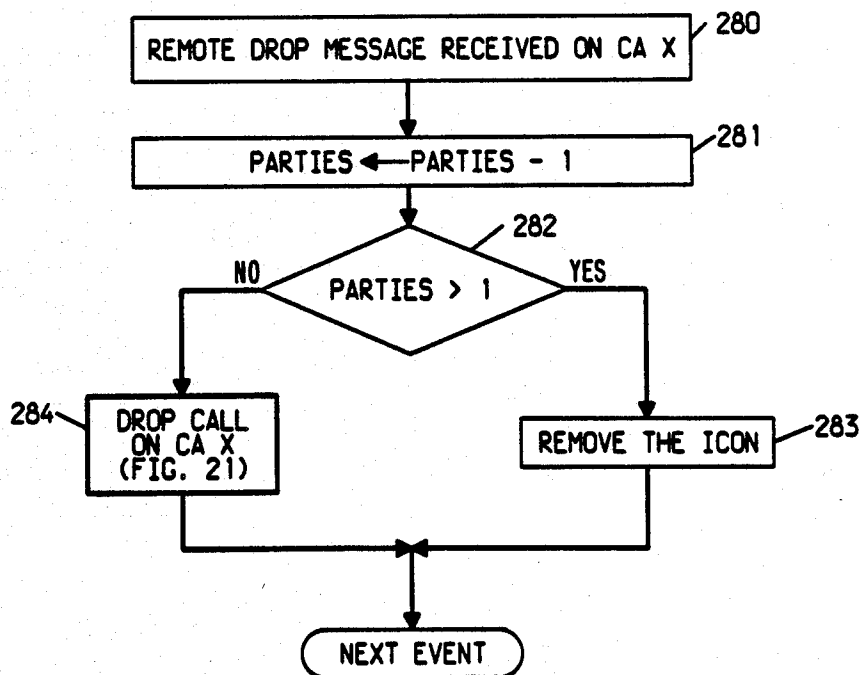 REMOTE DROP MESSAGE RECEIVED ON CA X
280
PARTIES ← PARTIES - 1
281
282
NO
PARTIES > 1
YES
284
DROP CALL
ON CA X
(FIG. 21)
REMOVE THE ICON
283
NEXT EVENT